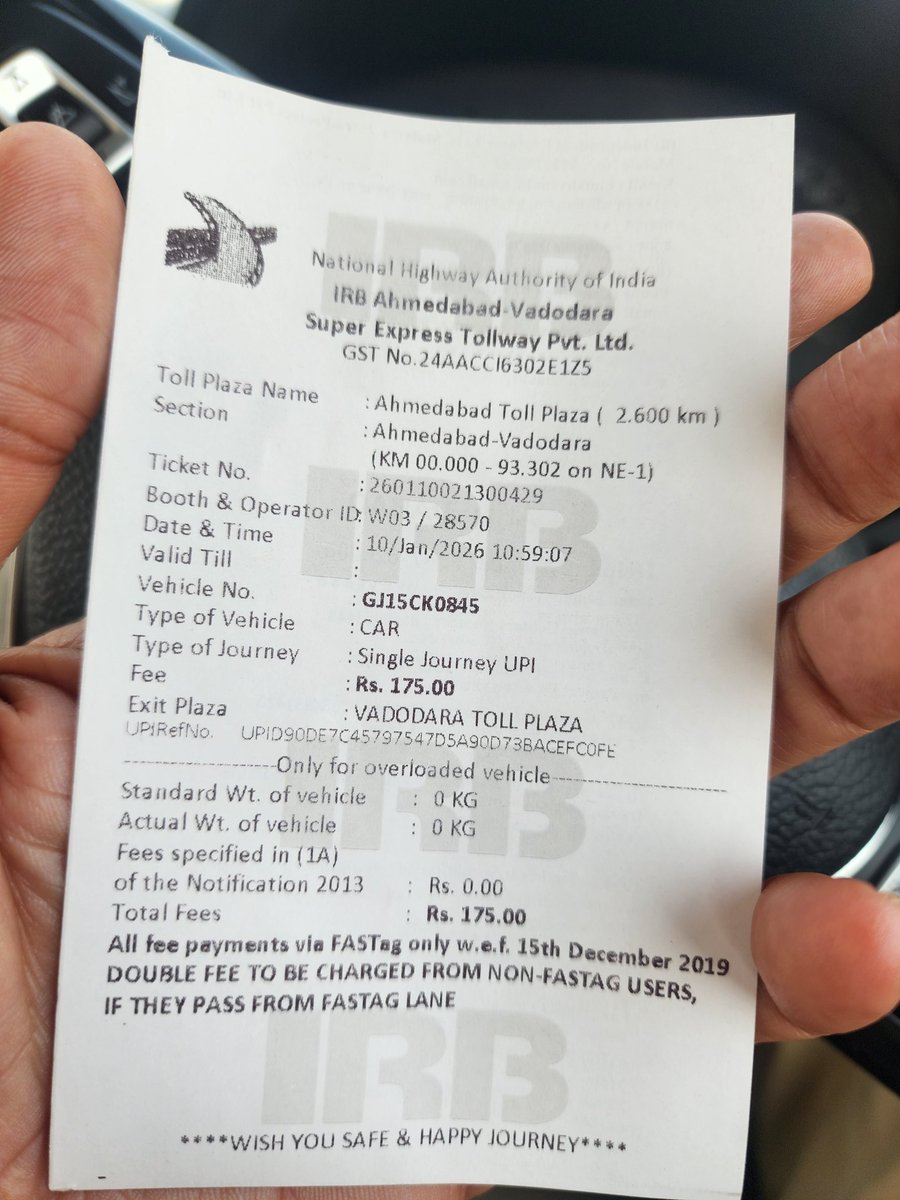 National Highway Authority of India
IRB Ahmedabad-Vadodara
Super Express Tollway Pvt. Ltd.
GST No.24AACCI6302E1Z5
Toll Plaza Name : Ahmedabad Toll Plaza ( 2.600 km )
Section : Ahmedabad-Vadodara
(KM 00.000 - 93.302 on NE-1)
Ticket No. : 260110021300429
Booth & Operator ID: W03 / 28570
Date & Time : 10/Jan/2026 10:59:07
Valid Till :
Vehicle No. : GJ15CK0845
Type of Vehicle : CAR
Type of Journey : Single Journey UPI
Fee : Rs. 175.00
Exit Plaza : VADODARA TOLL PLAZA
UPIRefNo. UPID90DE7C45797547D5A90D73BACEFC0FE
--------------------Only for overloaded vehicle-----------------------
Standard Wt. of vehicle : 0 KG
Actual Wt. of vehicle : 0 KG
Fees specified in (1A)
of the Notification 2013 : Rs. 0.00
Total Fees : Rs. 175.00
All fee payments via FASTag only w.e.f. 15th December 2019
DOUBLE FEE TO BE CHARGED FROM NON-FASTAG USERS,
IF THEY PASS FROM FASTAG LANE
****WISH YOU SAFE & HAPPY JOURNEY****
IRB
IRB
IRB
IRB